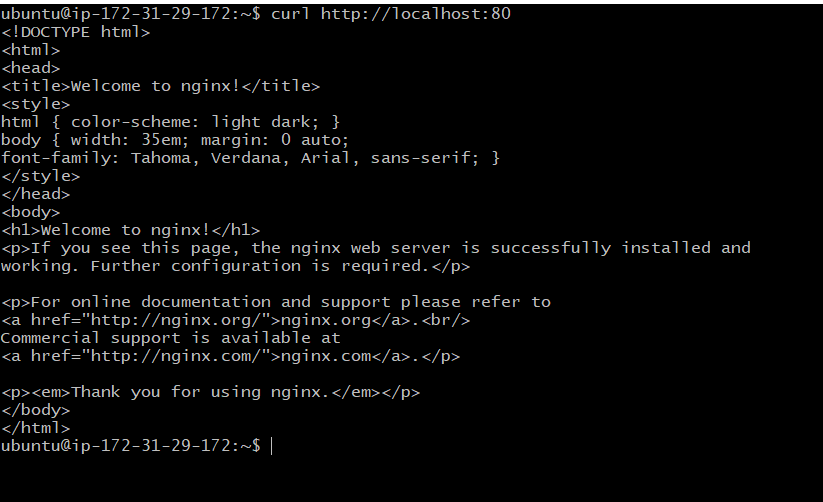 ubuntu@ip-172-31-29-172:~$ curl http://localhost:80
<!DOCTYPE html>
<html>
<head>
<title>Welcome to nginx!</title>
<style>
html { color-scheme: light dark; }
body { width: 35em; margin: 0 auto;
font-family: Tahoma, Verdana, Arial, sans-serif; }
</style>
</head>
<body>
<h1>Welcome to nginx!</h1>
<p>If you see this page, the nginx web server is successfully installed and
working. Further configuration is required.</p>

<p>For online documentation and support please refer to
<a href="http://nginx.org/">nginx.org</a>.<br/>
Commercial support is available at
<a href="http://nginx.com/">nginx.com</a>.</p>

<p><em>Thank you for using nginx.</em></p>
</body>
</html>
ubuntu@ip-172-31-29-172:~$